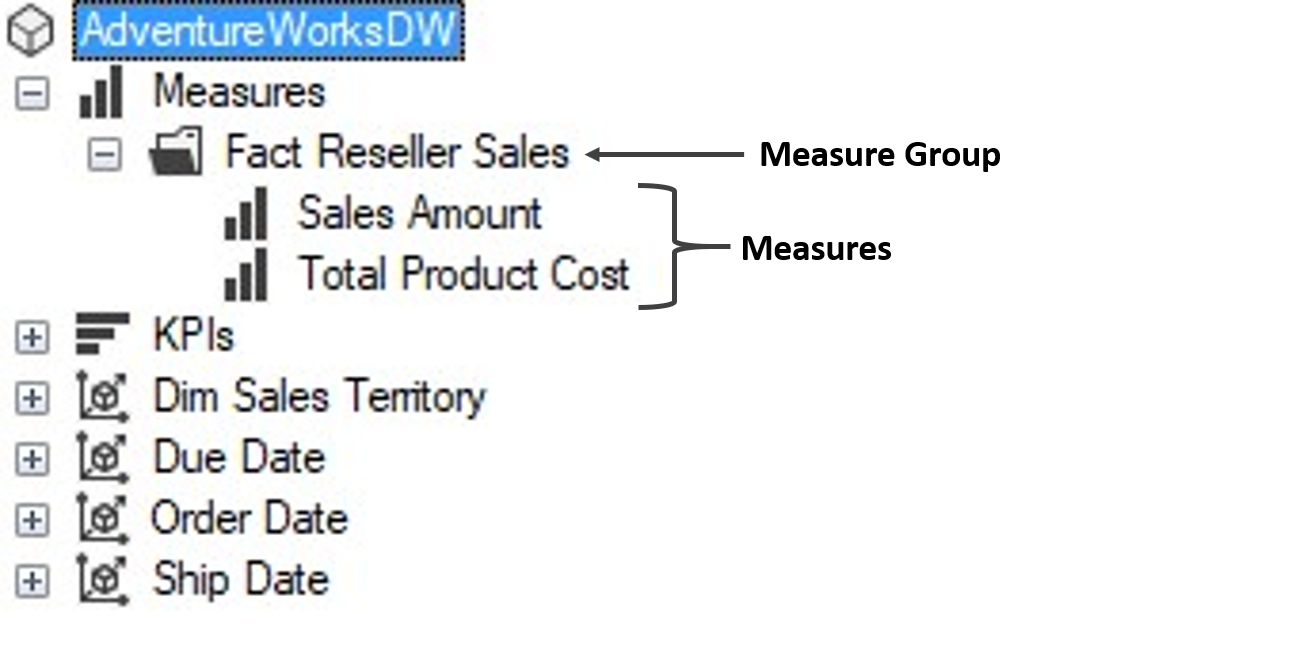 AdventureWorksDW
Measures
Fact Reseller Sales
Measure Group
Sales Amount
Total Product Cost
Measures
KPIs
Dim Sales Territory
Due Date
Order Date
Ship Date